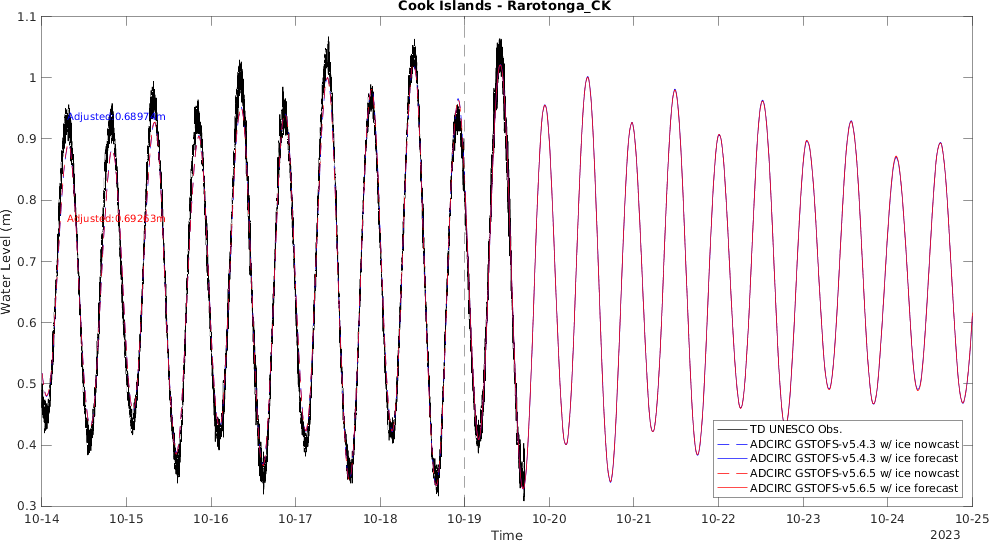 Cook Islands - Rarotonga_CK
1.1
1
0.9
0.8
0.7
0.6
0.5
0.4
0.3
Water Level (m)
Adjusted:0.6897 m
Adjusted:0.69263m
TD UNESCO Obs.
ADCIRC GSTOFS-v5.4.3 w/ ice nowcast
ADCIRC GSTOFS-v5.4.3 w/ ice forecast
ADCIRC GSTOFS-v5.6.5 w/ ice nowcast
ADCIRC GSTOFS-v5.6.5 w/ ice forecast
10-14 10-15 10-16 10-17 10-18 10-19 10-20 10-21 10-22 10-23 10-24 10-25
Time
2023